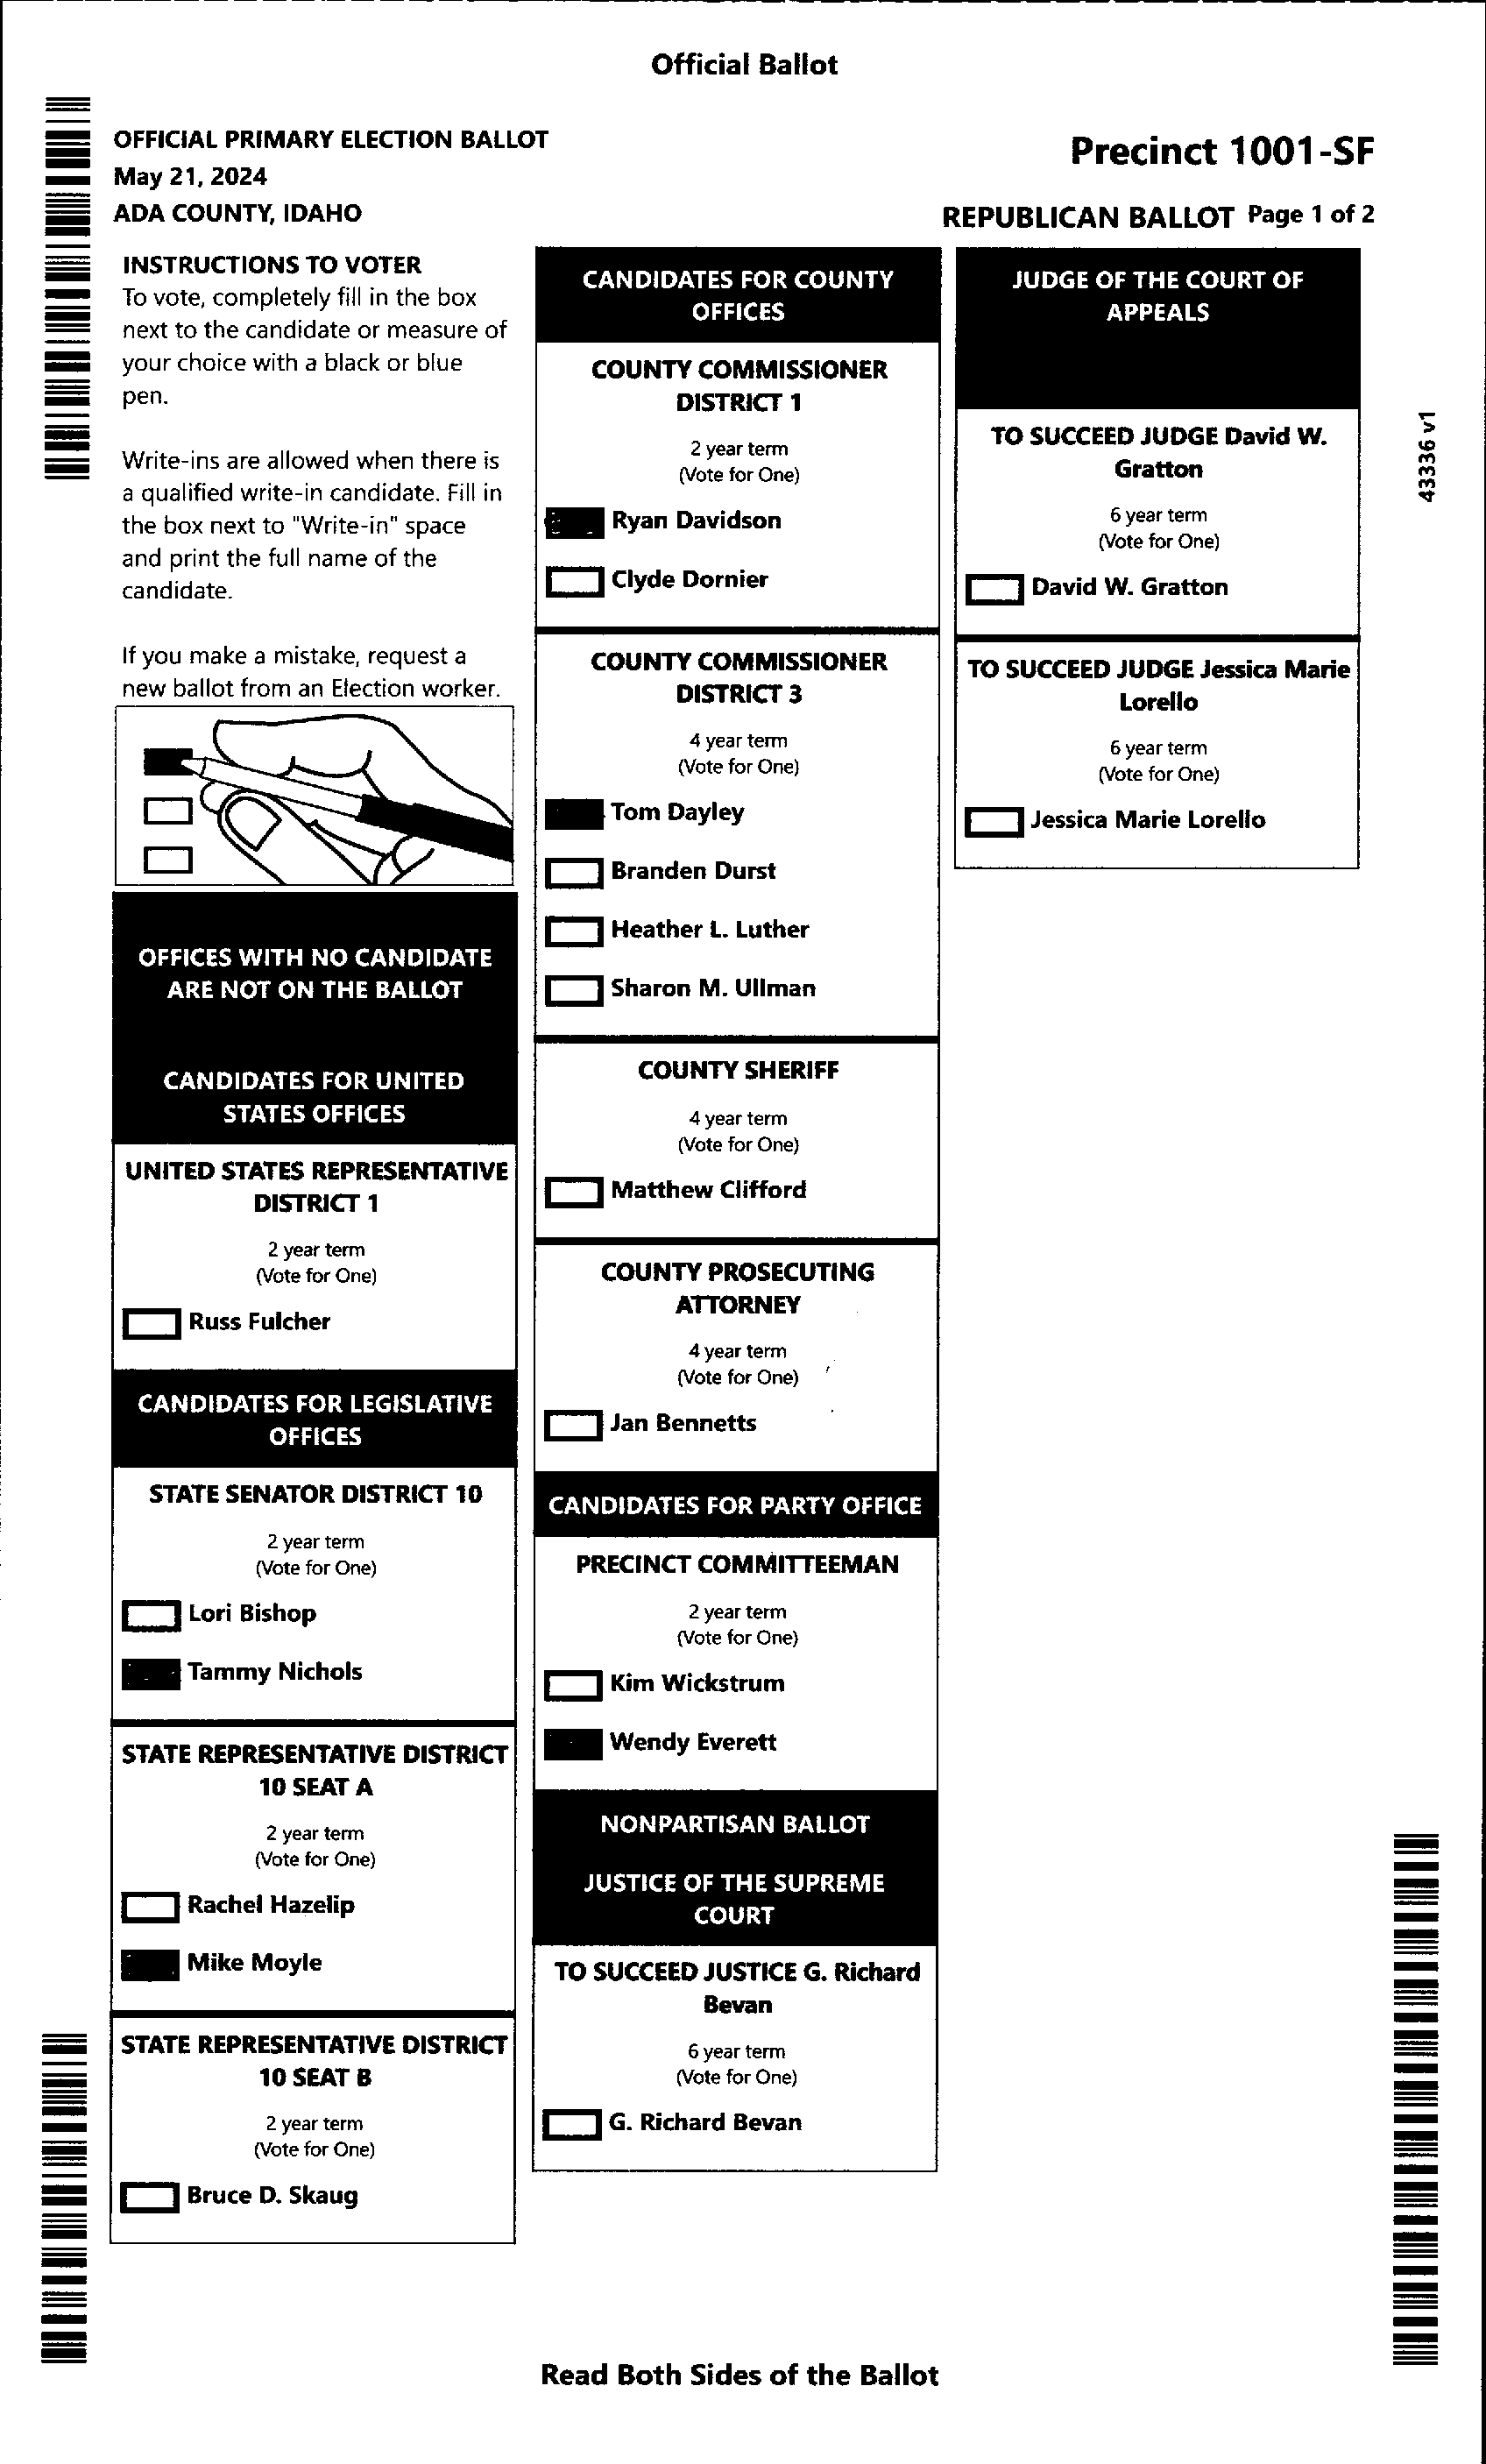 Official Ballot
OFFICIAL PRIMARY ELECTION BALLOT
May 21, 2024
ADA COUNTY, IDAHO
Precinct 1001-SF
REPUBLICAN BALLOT Page 1 of 2
INSTRUCTIONS TO VOTER
To vote, completely fill in the box
next to the candidate or measure of
your choice with a black or blue
pen.
Write-ins are allowed when there is
a qualified write-in candidate. Fill in
the box next to "Write-in" space
and print the full name of the
candidate.
If you make a mistake, request a
new ballot from an Election worker.
OFFICES WITH NO CANDIDATE
ARE NOT ON THE BALLOT
CANDIDATES FOR UNITED
STATES OFFICES
UNITED STATES REPRESENTATIVE
DISTRICT 1
2 year term
(Vote for One)
Russ Fulcher
CANDIDATES FOR LEGISLATIVE
OFFICES
STATE SENATOR DISTRICT 10
2 year term
(Vote for One)
Lori Bishop
Tammy Nichols
STATE REPRESENTATIVE DISTRICT
10 SEAT A
2 year term
(Vote for One)
Rachel Hazelip
Mike Moyle
STATE REPRESENTATIVE DISTRICT
10 SEAT B
2 year term
(Vote for One)
Bruce D. Skaug
CANDIDATES FOR COUNTY
OFFICES
COUNTY COMMISSIONER
DISTRICT 1
2 year term
(Vote for One)
Ryan Davidson
Clyde Dornier
COUNTY COMMISSIONER
DISTRICT 3
4 year term
(Vote for One)
Tom Dayley
Branden Durst
Heather L. Luther
Sharon M. Ullman
COUNTY SHERIFF
4 year term
(Vote for One)
Matthew Clifford
COUNTY PROSECUTING
ATTORNEY
4 year term
(Vote for One)
Jan Bennetts
CANDIDATES FOR PARTY OFFICE
PRECINCT COMMITTEEMAN
2 year term
(Vote for One)
Kim Wickstrum
Wendy Everett
NONPARTISAN BALLOT
JUSTICE OF THE SUPREME
COURT
TO SUCCEED JUSTICE G. Richard
Bevan
6 year term
(Vote for One)
G. Richard Bevan
JUDGE OF THE COURT OF
APPEALS
TO SUCCEED JUDGE David W.
Gratton
6 year term
(Vote for One)
David W. Gratton
TO SUCCEED JUDGE Jessica Marie
Lorello
6 year term
(Vote for One)
Jessica Marie Lorello
43336 v1
Read Both Sides of the Ballot